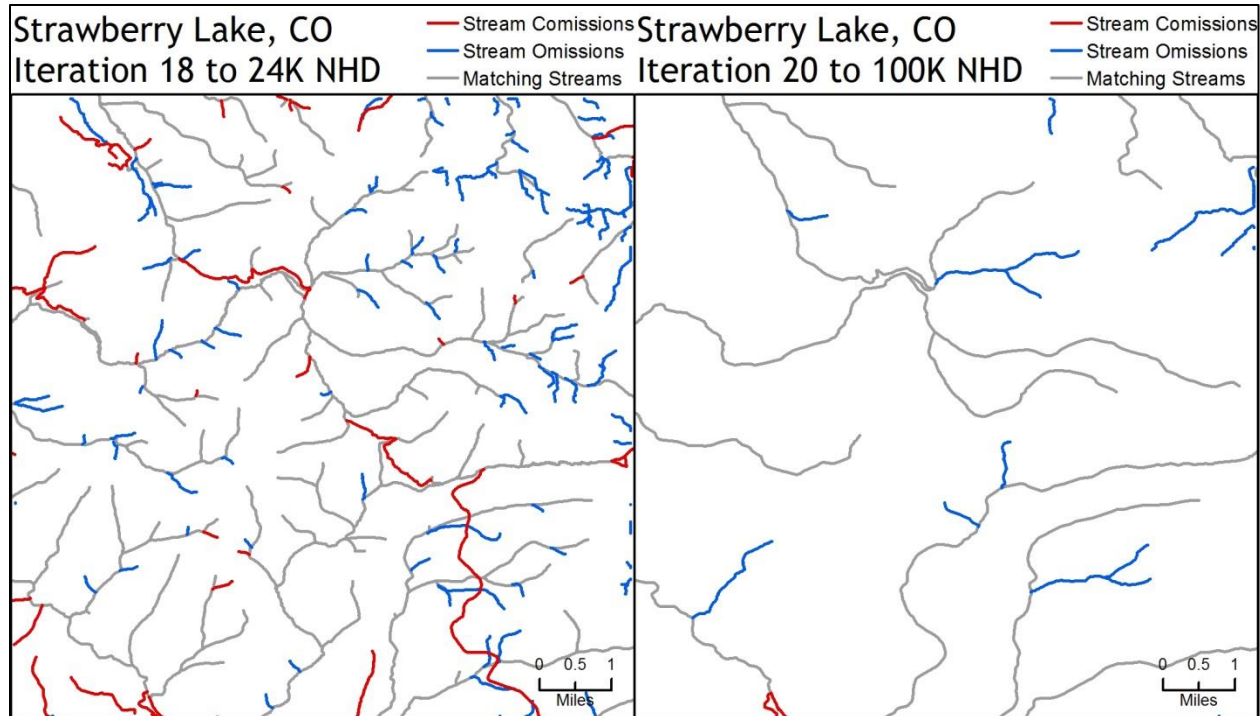 Strawberry Lake, CO
Iteration 18 to 24K NHD
Stream Comissions
Stream Omissions
Matching Streams
0 0.5 1
Miles
Strawberry Lake, CO
Iteration 20 to 100K NHD
Stream Comissions
Stream Omissions
Matching Streams
0 0.5 1
Miles